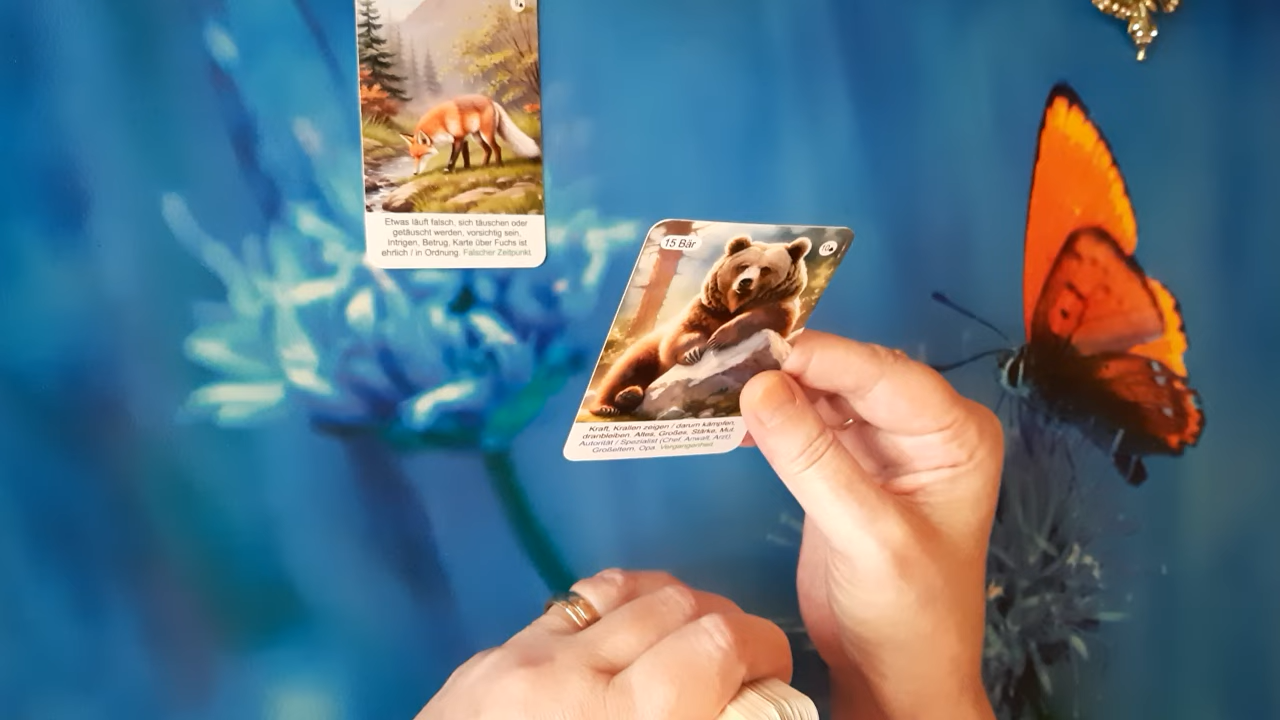 Etwas läuft falsch, sich täuschen oder
getäuscht werden, vorsichtig sein,
Intrigen, Betrug, Karte über Fuchs ist
ehrlich / in Ordnung. Falscher Zeitpunkt.
15 Bär
Kraft, Krallen zeigen / darum kämpfen,
dranbleiben. Altes, Großes, Stärke, Mut,
Autorität / Spezialist (Chef, Anwalt, Arzt),
Großeltern, Opa. Vergangenheit.